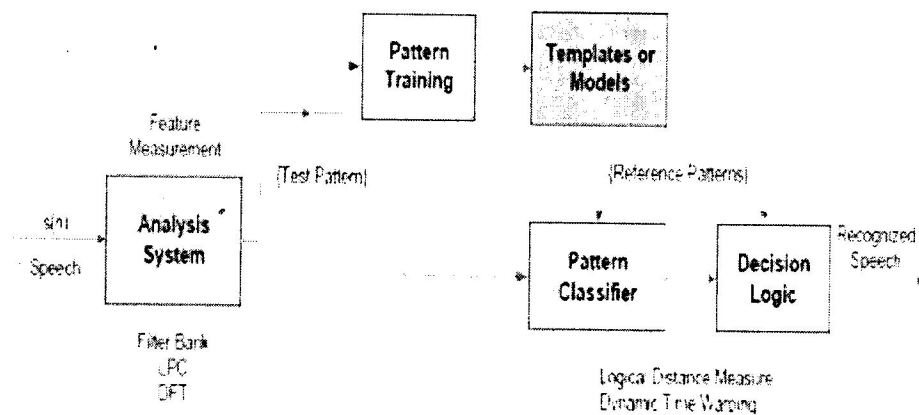 Pattern
Training
Templates or
Models
Feature
Measurement
(Test Pattern)
(Reference Patterns)
s(n)
Speech
Analysis
System
Pattern
Classifier
Decision
Logic
Recognized
Speech
Filter Bank
LPC
DFT
Logical Distance Measure
Dynamic Time Warping